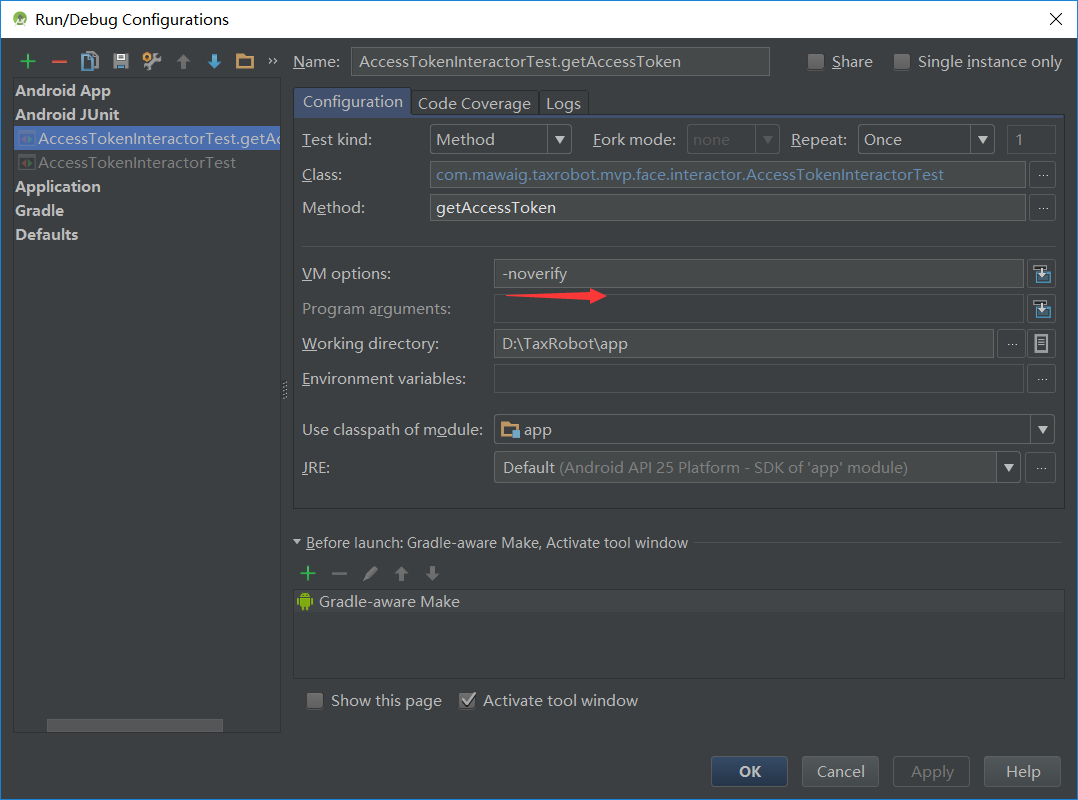 Run/Debug Configurations
Name: AccessTokenInteractorTest.getAccessToken Share Single instance only
Android App
Android JUnit
AccessTokenInteractorTest.getAc
AccessTokenInteractorTest
Application
Gradle
Defaults
Configuration Code Coverage Logs
Test kind: Method Fork mode: none Repeat: Once 1
Class: com.mawaig.taxrobot.mvp.face.interactor.AccessTokenInteractorTest ...
Method: getAccessToken ...
VM options: -noverify
Program arguments:
Working directory: D:\TaxRobot\app ...
Environment variables: ...
Use classpath of module: app
JRE: Default (Android API 25 Platform - SDK of 'app' module) ...
Before launch: Gradle-aware Make, Activate tool window
Gradle-aware Make
Show this page Activate tool window
OK Cancel Apply Help